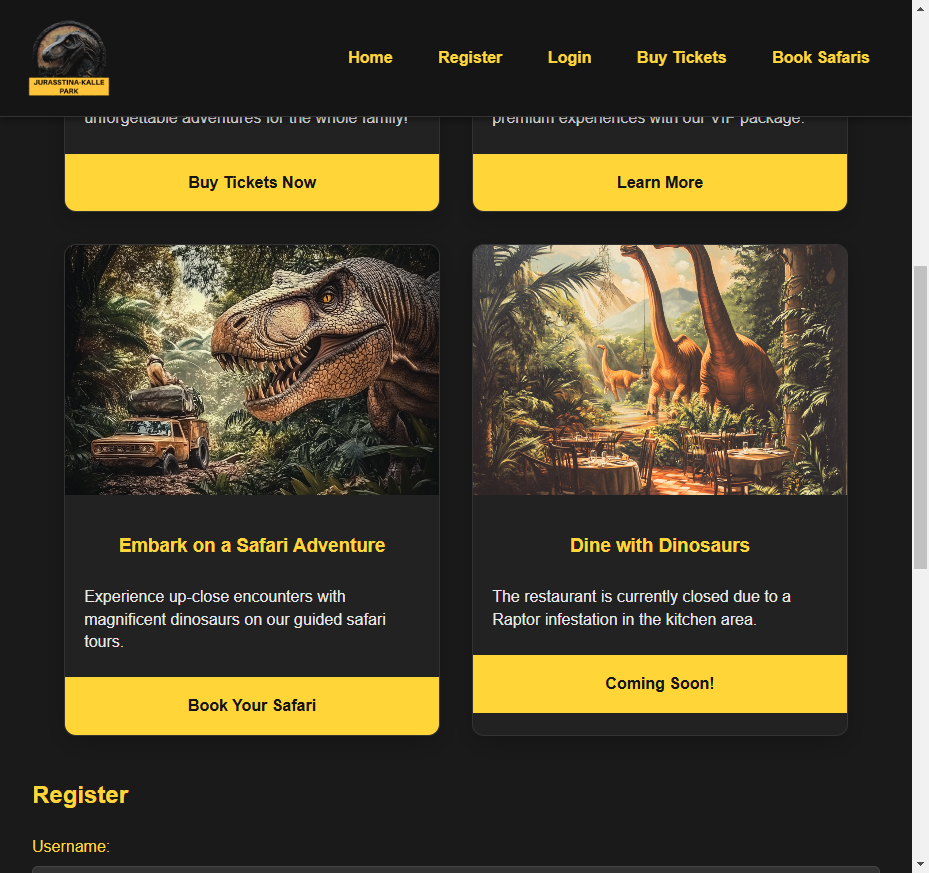 JURASSTINA-KALLE
PARK
Home
Register
Login
Buy Tickets
Book Safaris
unforgettable adventures for the whole family!
premium experiences with our VIP package.
Buy Tickets Now
Learn More
Embark on a Safari Adventure
Experience up-close encounters with
magnificent dinosaurs on our guided safari
tours.
Book Your Safari
Dine with Dinosaurs
The restaurant is currently closed due to a
Raptor infestation in the kitchen area.
Coming Soon!
Register
Username: